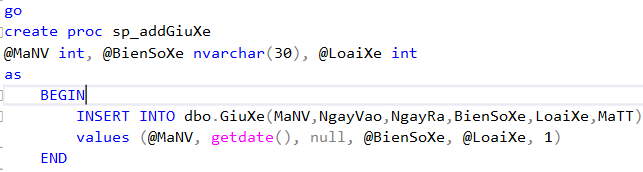 go
create proc sp_addGiuXe
@MaNV int, @BienSoXe nvarchar(30), @LoaiXe int
as
BEGIN
INSERT INTO dbo.GiuXe(MaNV,NgayVao,NgayRa,BienSoXe,LoaiXe,MaTT)
values (@MaNV, getdate(), null, @BienSoXe, @LoaiXe, 1)
END